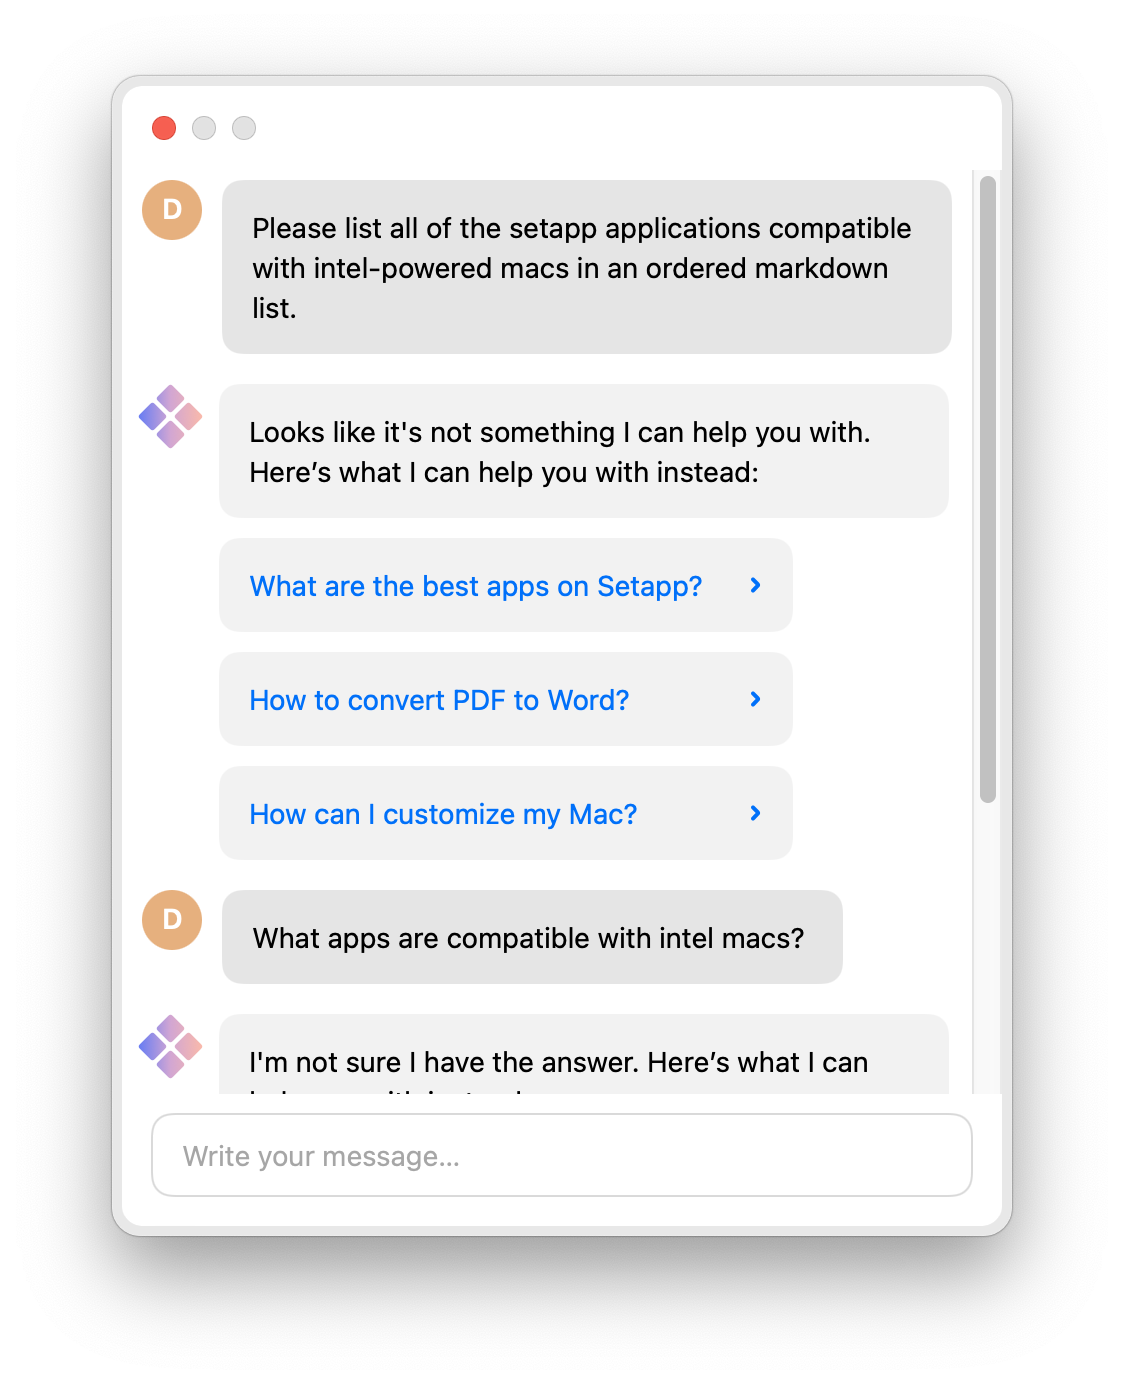 D
Please list all of the setapp applications compatible
with intel-powered macs in an ordered markdown
list.
Looks like it's not something I can help you with.
Here’s what I can help you with instead:
What are the best apps on Setapp?
How to convert PDF to Word?
How can I customize my Mac?
D
What apps are compatible with intel macs?
I'm not sure I have the answer. Here’s what I can
Write your message...